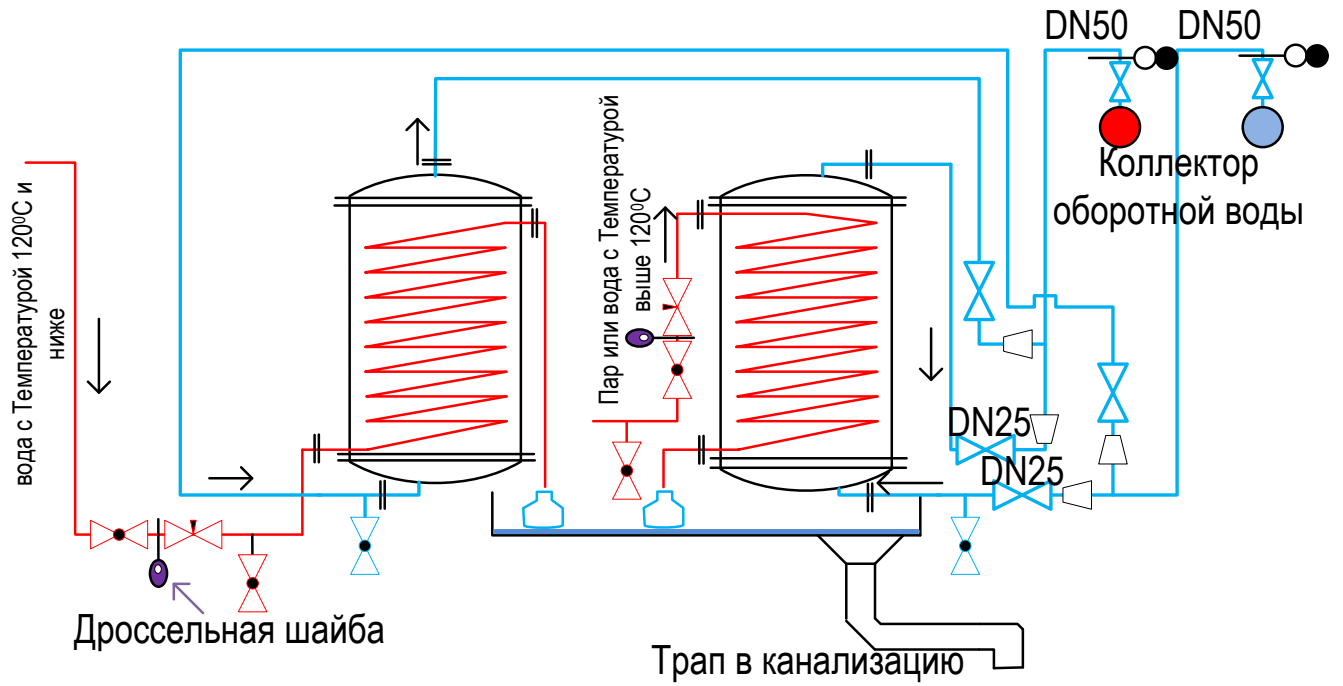 DN50
DN50
Коллектор
оборотной воды
вода с Температурой 120⁰С и
ниже
Пар или вода с Температурой
выше 120⁰С
DN25
DN25
Дроссельная шайба
Трап в канализацию